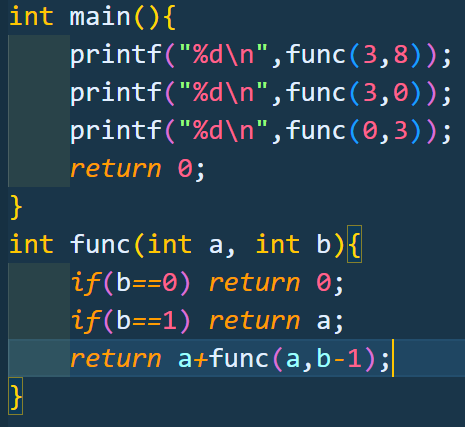 int main(){
    printf("%d\n",func(3,8));
    printf("%d\n",func(3,0));
    printf("%d\n",func(0,3));
    return 0;
}
int func(int a, int b){
    if(b==0) return 0;
    if(b==1) return a;
    return a+func(a,b-1);
}